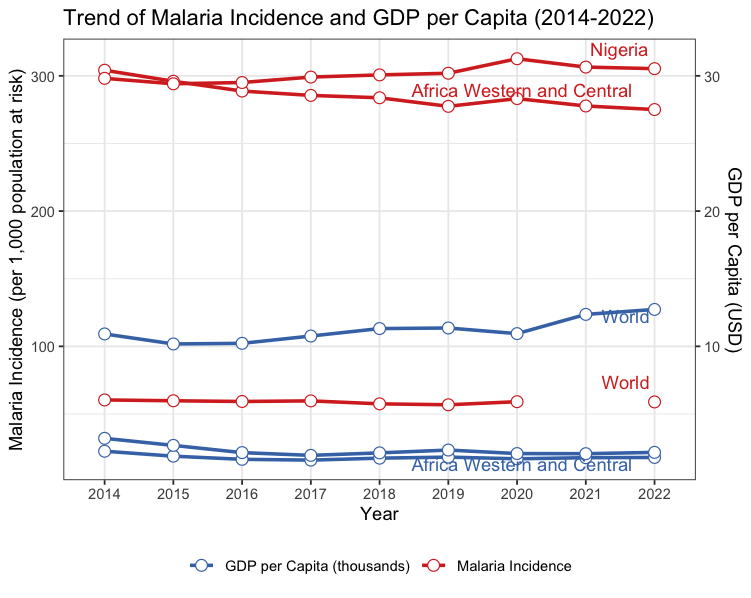 Trend of Malaria Incidence and GDP per Capita (2014-2022)
Malaria Incidence (per 1,000 population at risk)
300
200
100
Nigeria
Africa Western and Central
World
World
Africa Western and Central
30
20
10
GDP per Capita (USD)
2014 2015 2016 2017 2018 2019 2020 2021 2022
Year
GDP per Capita (thousands) Malaria Incidence